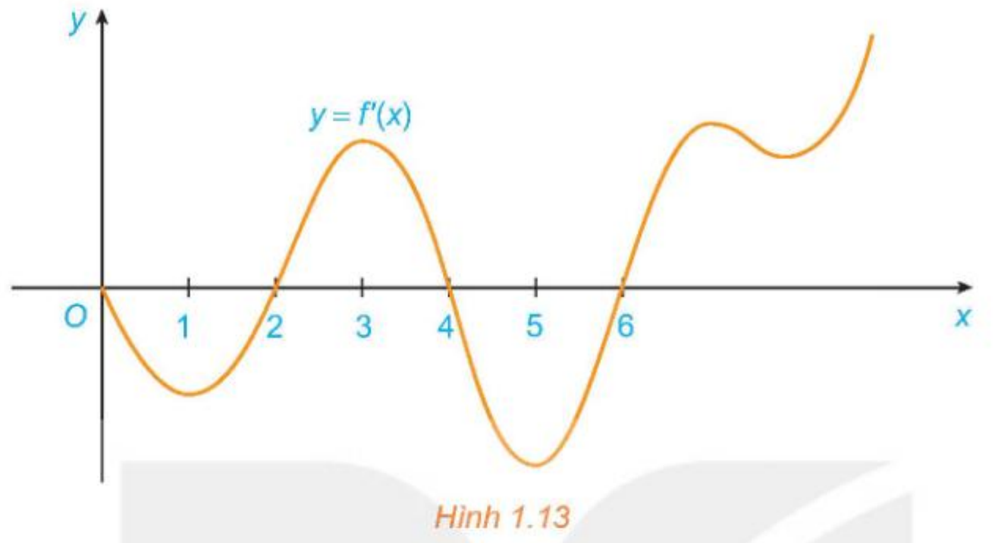 y
y = f'(x)
O 1 2 3 4 5 6 x
Hình 1.13